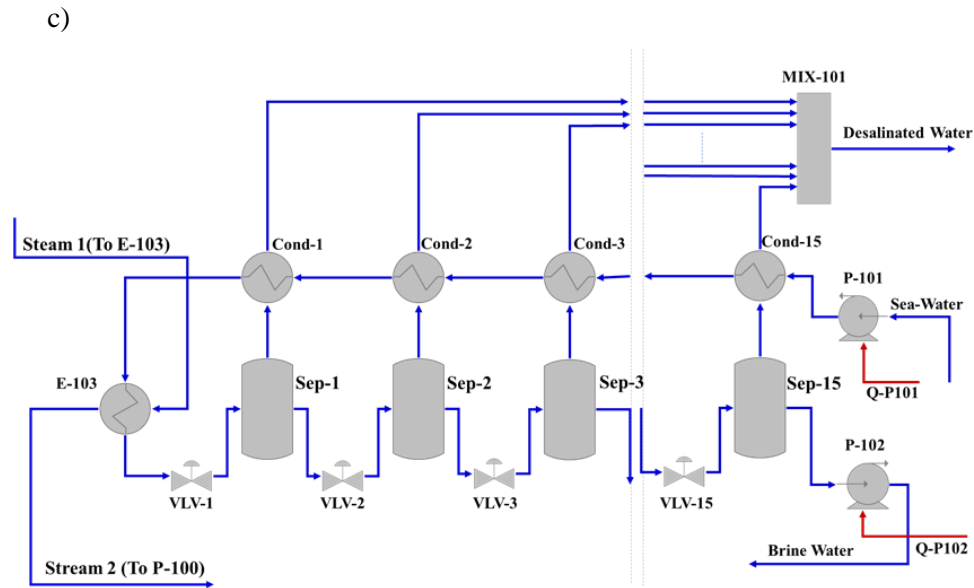 c)
MIX-101
Desalinated Water
Steam 1(To E-103)
Cond-1
Cond-2
Cond-3
Cond-15
P-101
Sea-Water
E-103
Sep-1
Sep-2
Sep-3
Sep-15
Q-P101
P-102
VLV-1
VLV-2
VLV-3
VLV-15
Brine Water
Q-P102
Stream 2 (To P-100)